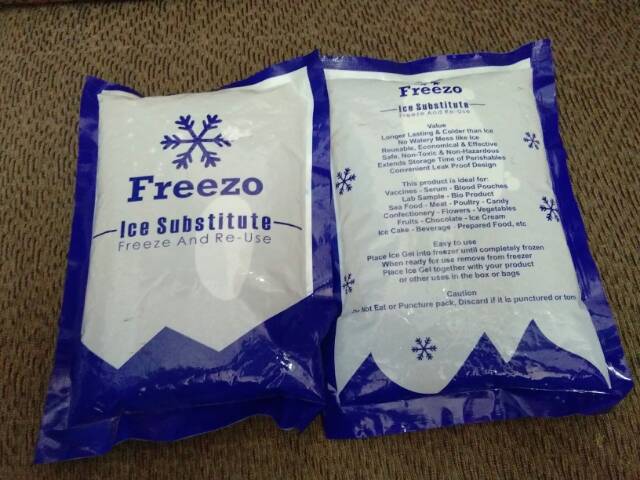 Freezo
Ice Substitute
Freeze And Re-Use
Freezo
Ice Substitute
Freeze And Re-Use
Value
Longer Lasting & Colder than Ice
No Watery Mess like Ice
Reusable, Economical & Effective
Safe, Non-Toxic & Non-Hazardous
Extends Storage Time of Perishables
Convenient Leak Proof Design
This product is ideal for:
Vaccines - Serum - Blood Pouches
Lab Sample - Bio Product
Sea Food - Meat - Poultry - Candy
Confectionery - Flowers - Vegetables
Fruits - Chocolate - Ice Cream
Ice Cake - Beverage - Prepared Food, etc
Easy to use
Place Ice Gel into freezer until completely frozen
When ready for use remove from freezer
Place Ice Gel together with your product
or other uses in the box or bags
Caution
Not Eat or Puncture pack, Discard if it is punctured or torn